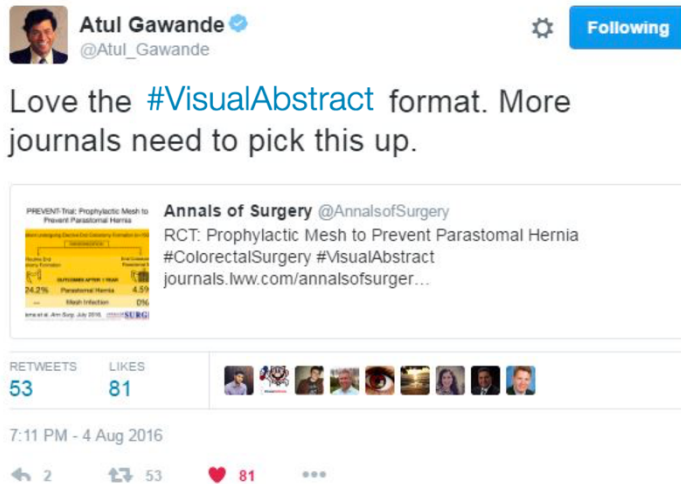 Atul Gawande
@Atul_Gawande
Following
Love the #VisualAbstract format. More
journals need to pick this up.
PREVENT-Trial: Prophylactic Mesh to
Prevent Parastomal Hernia
OUTCOMES AFTER 1 YEAR
24.2% Parastomal Hernia 4.5%
Mesh Infection 0%
Annals of Surgery @AnnalsofSurgery
RCT: Prophylactic Mesh to Prevent Parastomal Hernia
#ColorectalSurgery #VisualAbstract
journals.lww.com/annalsofsurger...
RETWEETS LIKES
53 81
7:11 PM - 4 Aug 2016
2 53 81